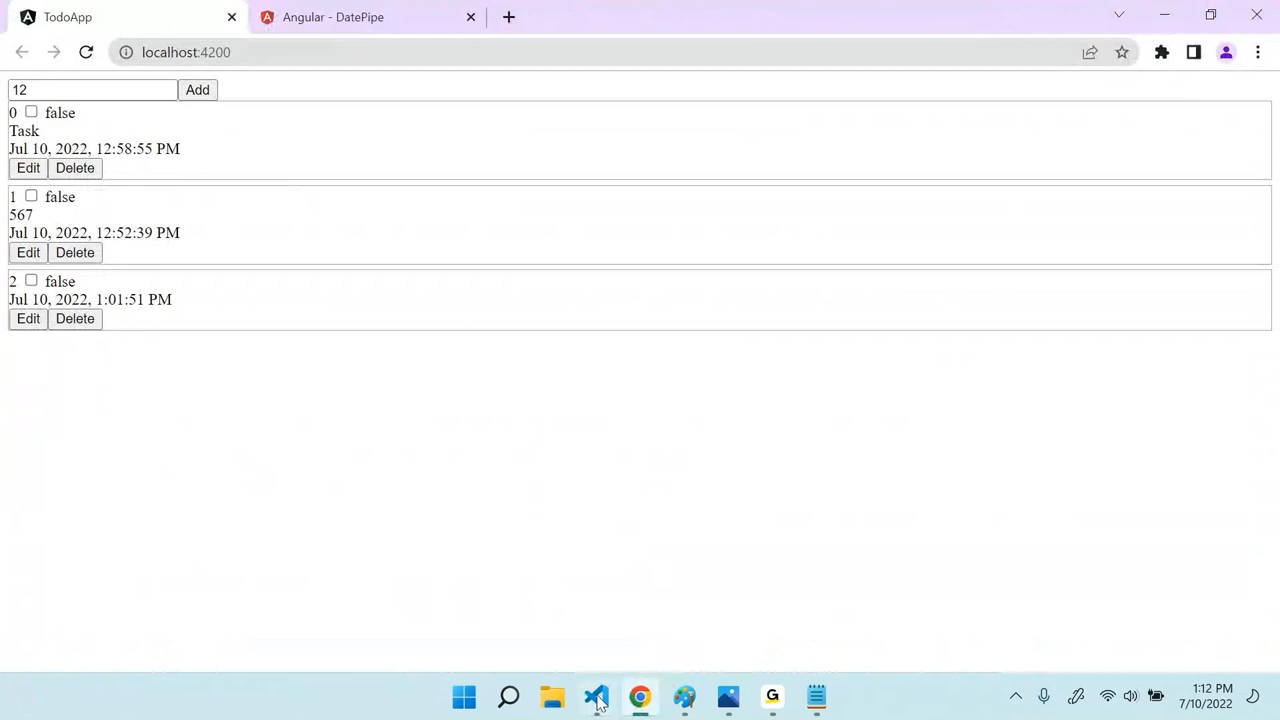 TodoApp
Angular - DatePipe
localhost:4200
12 Add
0 false
Task
Jul 10, 2022, 12:58:55 PM
Edit Delete
1 false
567
Jul 10, 2022, 12:52:39 PM
Edit Delete
2 false
Jul 10, 2022, 1:01:51 PM
Edit Delete
G
1:12 PM
7/10/2022